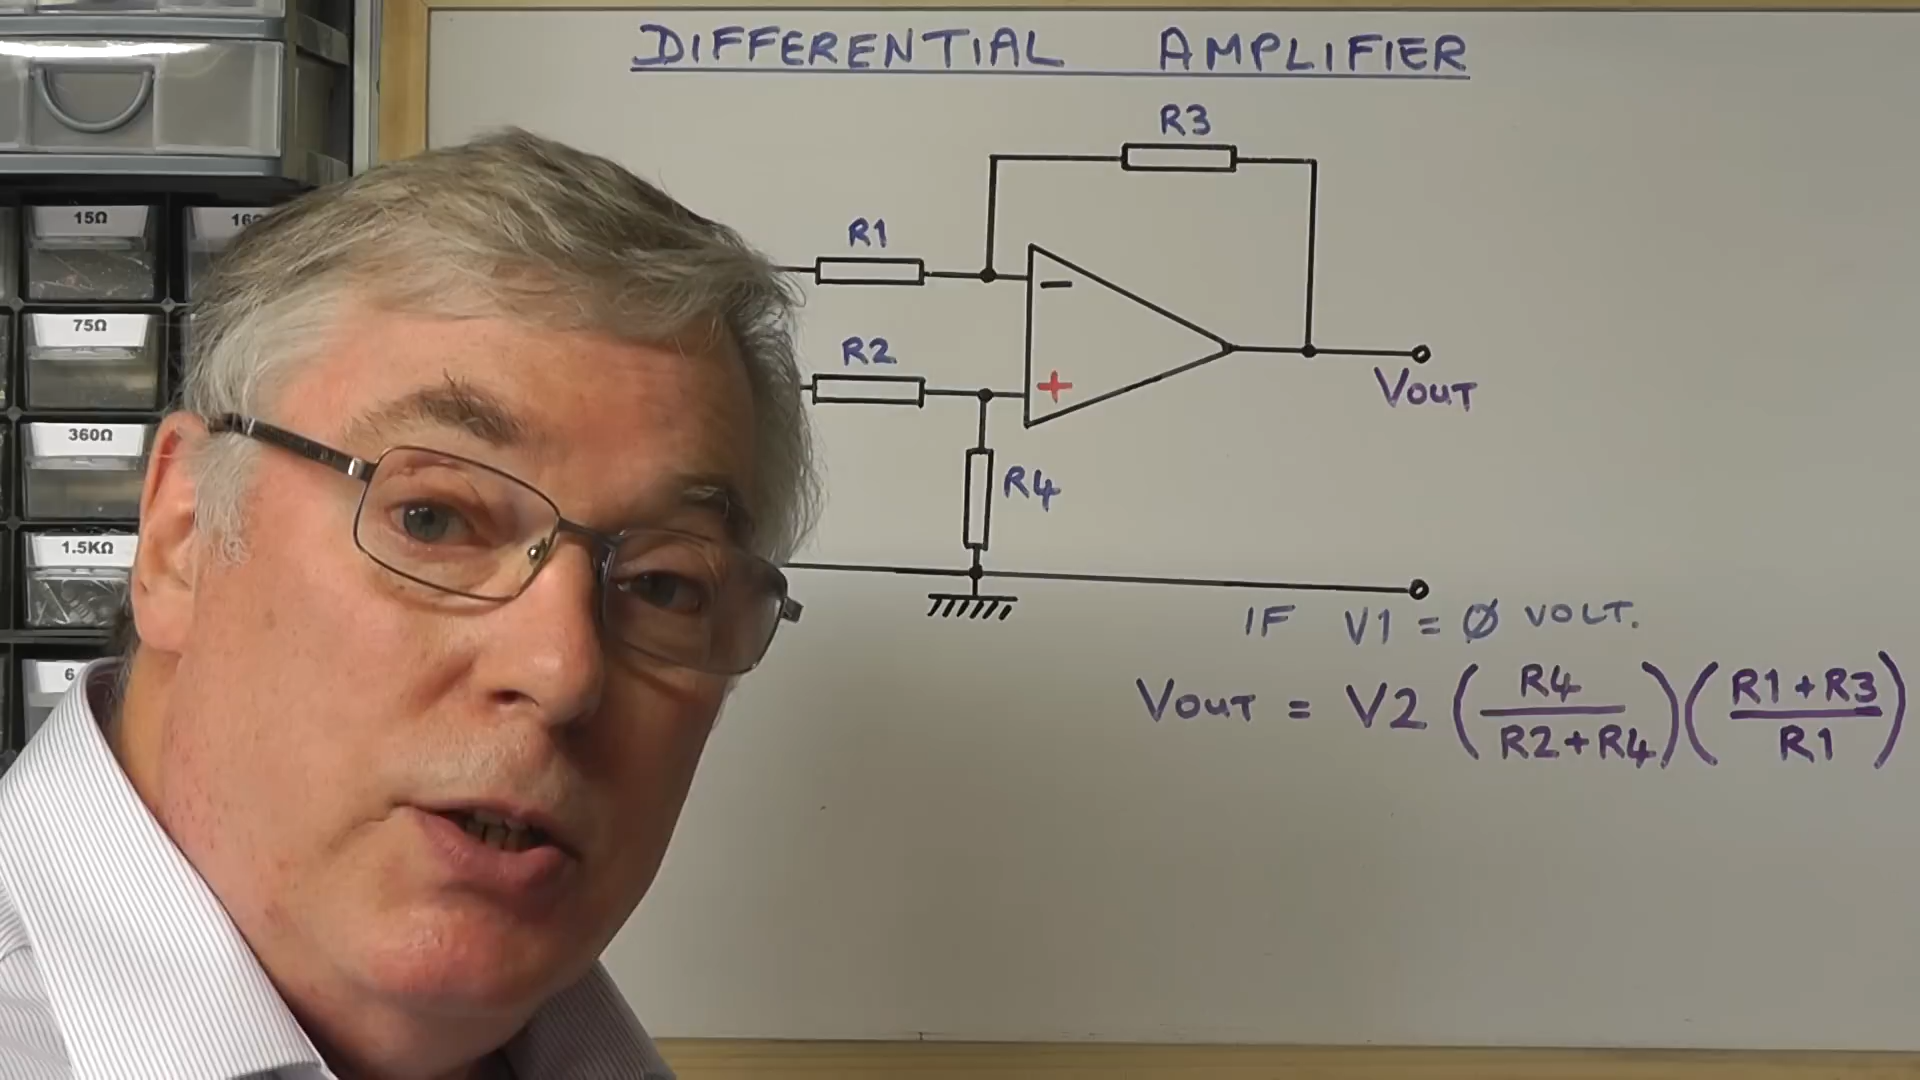 DIFFERENTIAL AMPLIFIER
R3
R1
R2
-
+
VOUT
R4
IF V1 = Ø VOLT.
VOUT = V2 (R4 / R2+R4) (R1+R3 / R1)
15Ω
75Ω
360Ω
1.5KΩ